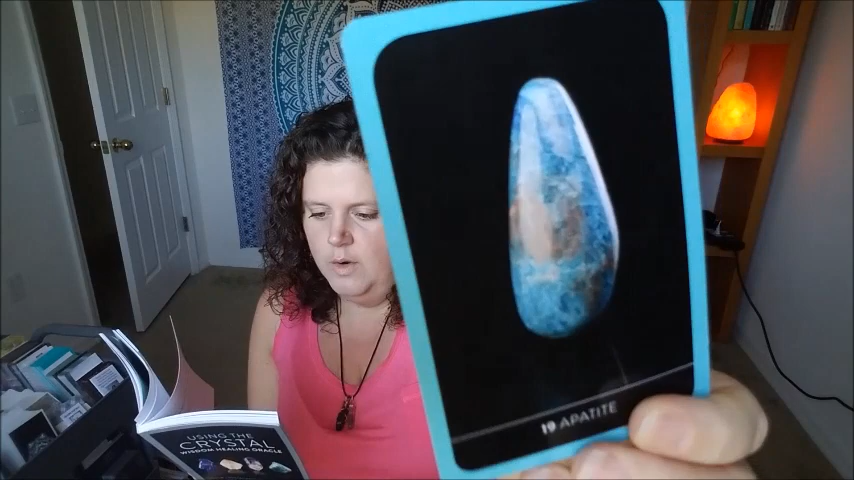 19 APATITE
USING THE
CRYSTAL
WISDOM HEALING ORACLE